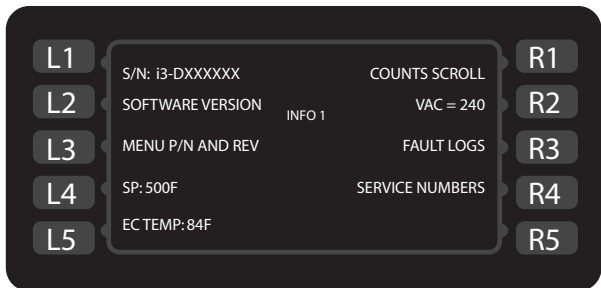 L1 S/N: i3-DXXXXXX COUNTS SCROLL R1
L2 SOFTWARE VERSION INFO 1 VAC = 240 R2
L3 MENU P/N AND REV FAULT LOGS R3
L4 SP: 500F SERVICE NUMBERS R4
L5 EC TEMP: 84F R5